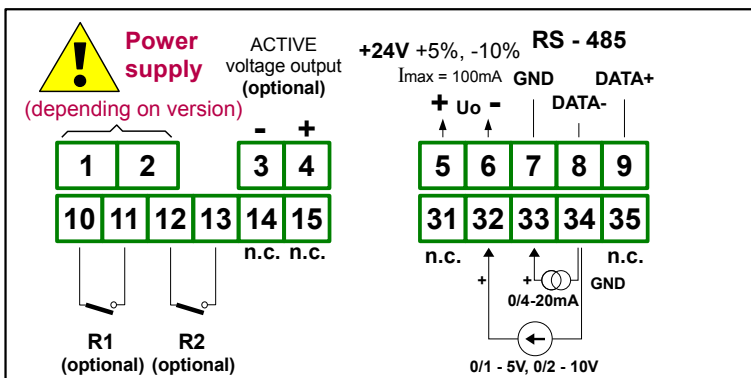 Power supply
(depending on version)
ACTIVE
voltage output
(optional)
- +
+24V +5%, -10%
Imax = 100mA
+ Uo -
RS - 485
GND
DATA-
DATA+
1 2 3 4 5 6 7 8 9
10 11 12 13 14 15 31 32 33 34 35
n.c. n.c. n.c. n.c.
+ +
0/4-20mA
GND
R1
(optional)
R2
(optional)
0/1 - 5V, 0/2 - 10V